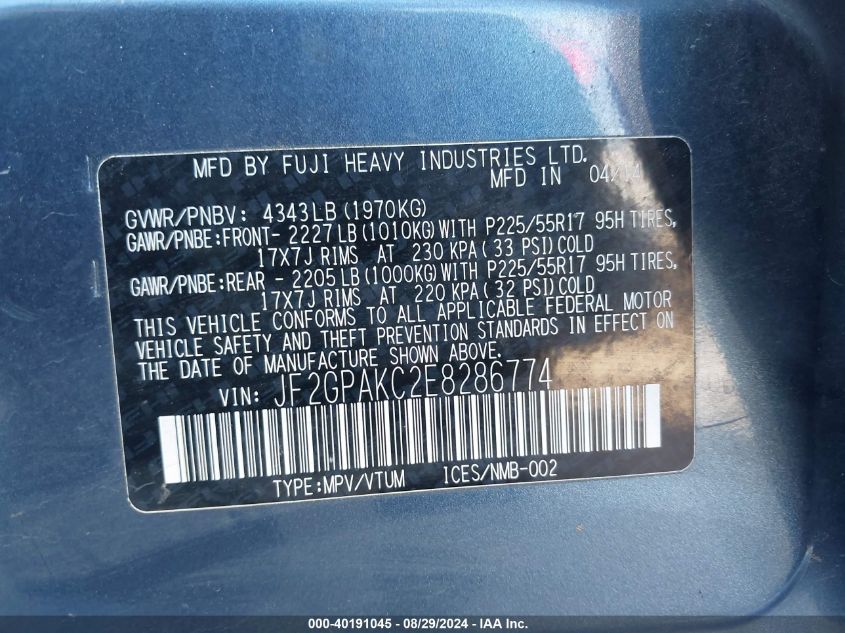 MFD BY FUJI HEAVY INDUSTRIES LTD.
MFD IN 04/14
GVWR/PNBV: 4343LB(1970KG)
GAWR/PNBE:FRONT- 2227LB(1010KG)WITH P225/55R17 95H TIRES,
17X7J RIMS AT 230 KPA(33 PSI)COLD
GAWR/PNBE:REAR - 2205LB(1000KG)WITH P225/55R17 95H TIRES,
17X7J RIMS AT 220 KPA(32 PSI)COLD
THIS VEHICLE CONFORMS TO ALL APPLICABLE FEDERAL MOTOR
VEHICLE SAFETY AND THEFT PREVENTION STANDARDS IN EFFECT ON
THE DATE OF MANUFACTURE SHOWN ABOVE.
VIN: JF2GPAKC2E8286774
TYPE:MPV/VTUM ICES/NMB-002
000-40191045 - 08/29/2024 - IAA Inc.